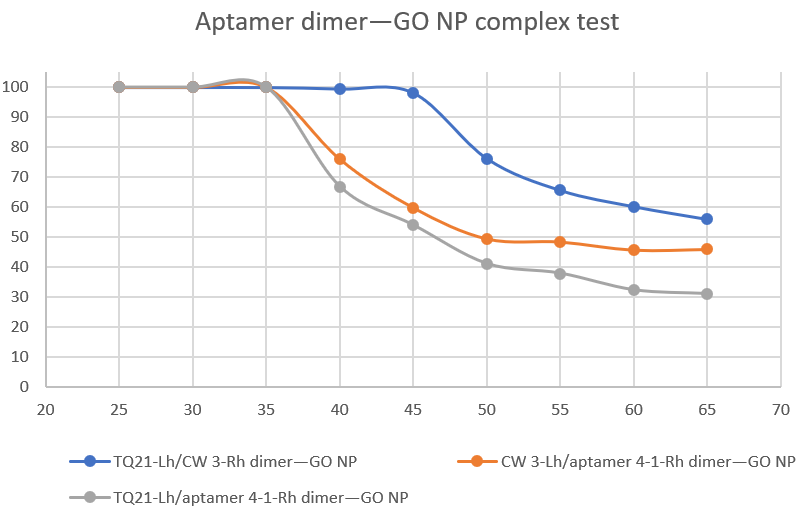 Aptamer dimer—GO NP complex test
100
90
80
70
60
50
40
30
20
10
0
20 25 30 35 40 45 50 55 60 65 70
TQ21-Lh/CW 3-Rh dimer—GO NP CW 3-Lh/aptamer 4-1-Rh dimer—GO NP
TQ21-Lh/aptamer 4-1-Rh dimer—GO NP